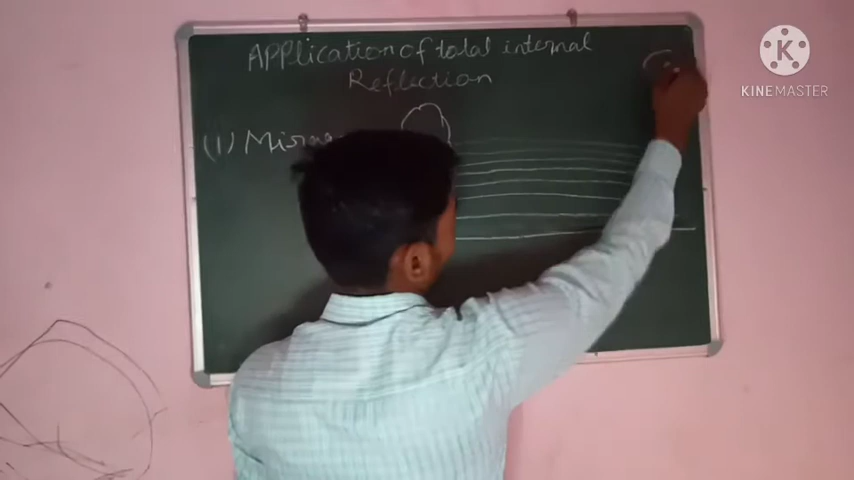 Application of total internal
Reflection
(1)
KINEMASTER